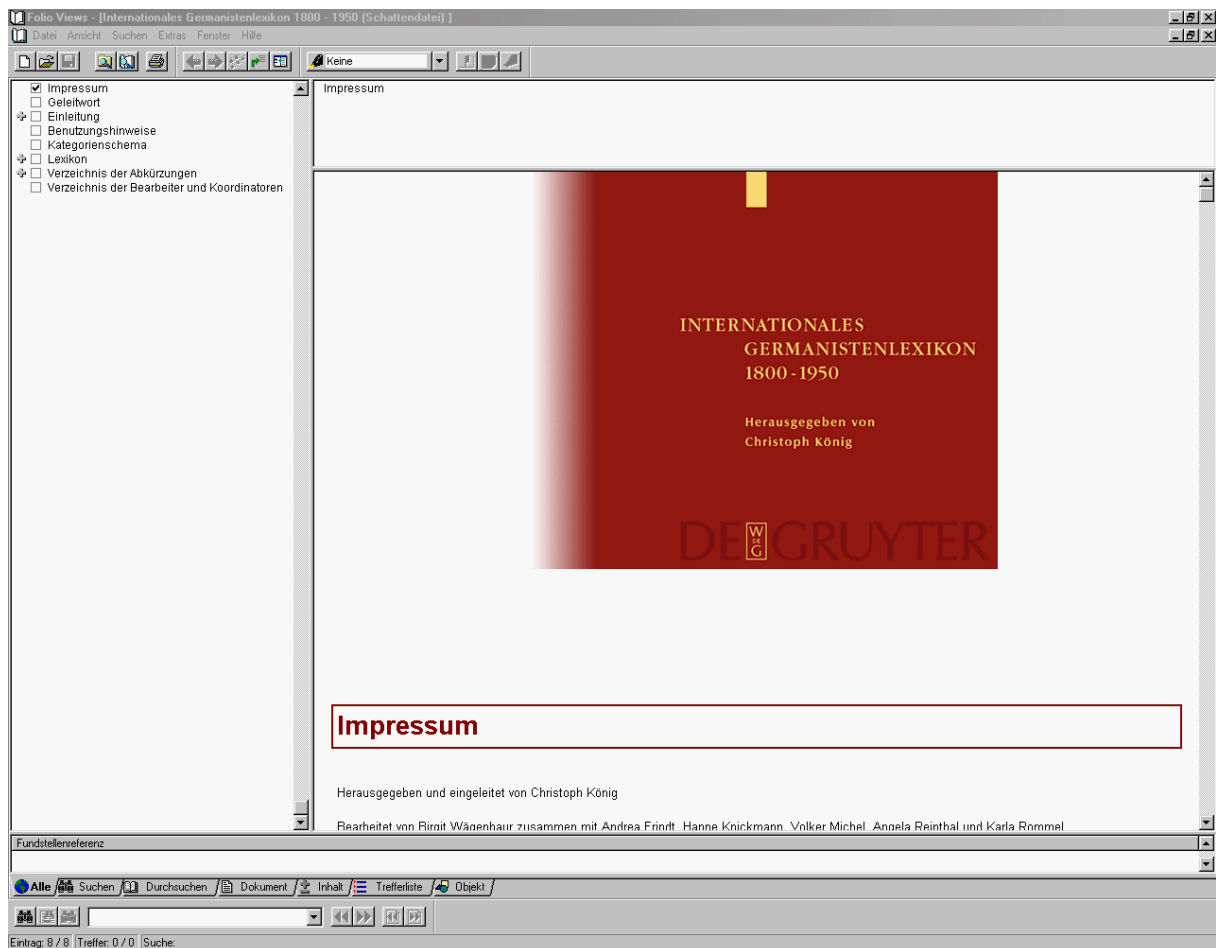 Folio Views - [Internationales Germanistenlexikon 1800 - 1950 (Schattendatei) ]
Datei Ansicht Suchen Extras Fenster Hilfe
Keine
Impressum
Geleitwort
Einleitung
Benutzungshinweise
Kategorienschema
Lexikon
Verzeichnis der Abkürzungen
Verzeichnis der Bearbeiter und Koordinatoren
Impressum
INTERNATIONALES
GERMANISTENLEXIKON
1800 - 1950
Herausgegeben von
Christoph König
DE GRUYTER
W
DE
G
Impressum
Herausgegeben und eingeleitet von Christoph König
Bearbeitet von Birgit Wägenbaur zusammen mit Andrea Frindt, Hanne Knickmann, Volker Michel, Angela Reinthal und Karla Rommel
Fundstellenreferenz
Alle Suchen Durchsuchen Dokument Inhalt Trefferliste Objekt
Eintrag: 8 / 8 Treffer: 0 / 0 Suche: